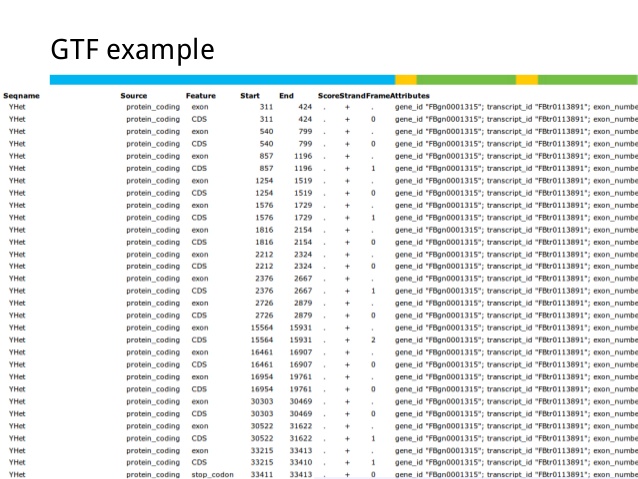 GTF example
Seqname Source Feature Start End ScoreStrandFrameAttributes
YHet protein_coding exon 311 424 . + . gene_id "FBgn0001315"; transcript_id "FBtr0113891"; exon_numbe
YHet protein_coding CDS 311 424 . + 0 gene_id "FBgn0001315"; transcript_id "FBtr0113891"; exon_numbe
YHet protein_coding exon 540 799 . + . gene_id "FBgn0001315"; transcript_id "FBtr0113891"; exon_numbe
YHet protein_coding CDS 540 799 . + 0 gene_id "FBgn0001315"; transcript_id "FBtr0113891"; exon_numbe
YHet protein_coding exon 857 1196 . + . gene_id "FBgn0001315"; transcript_id "FBtr0113891"; exon_numbe
YHet protein_coding CDS 857 1196 . + 1 gene_id "FBgn0001315"; transcript_id "FBtr0113891"; exon_numbe
YHet protein_coding exon 1254 1519 . + . gene_id "FBgn0001315"; transcript_id "FBtr0113891"; exon_numbe
YHet protein_coding CDS 1254 1519 . + 0 gene_id "FBgn0001315"; transcript_id "FBtr0113891"; exon_numbe
YHet protein_coding exon 1576 1729 . + . gene_id "FBgn0001315"; transcript_id "FBtr0113891"; exon_numbe
YHet protein_coding CDS 1576 1729 . + 1 gene_id "FBgn0001315"; transcript_id "FBtr0113891"; exon_numbe
YHet protein_coding exon 1816 2154 . + . gene_id "FBgn0001315"; transcript_id "FBtr0113891"; exon_numbe
YHet protein_coding CDS 1816 2154 . + 0 gene_id "FBgn0001315"; transcript_id "FBtr0113891"; exon_numbe
YHet protein_coding exon 2212 2324 . + . gene_id "FBgn0001315"; transcript_id "FBtr0113891"; exon_numbe
YHet protein_coding CDS 2212 2324 . + 0 gene_id "FBgn0001315"; transcript_id "FBtr0113891"; exon_numbe
YHet protein_coding exon 2376 2667 . + . gene_id "FBgn0001315"; transcript_id "FBtr0113891"; exon_numbe
YHet protein_coding CDS 2376 2667 . + 1 gene_id "FBgn0001315"; transcript_id "FBtr0113891"; exon_numbe
YHet protein_coding exon 2726 2879 . + . gene_id "FBgn0001315"; transcript_id "FBtr0113891"; exon_numbe
YHet protein_coding CDS 2726 2879 . + 0 gene_id "FBgn0001315"; transcript_id "FBtr0113891"; exon_numbe
YHet protein_coding exon 15564 15931 . + . gene_id "FBgn0001315"; transcript_id "FBtr0113891"; exon_numbe
YHet protein_coding CDS 15564 15931 . + 2 gene_id "FBgn0001315"; transcript_id "FBtr0113891"; exon_numbe
YHet protein_coding exon 16461 16907 . + . gene_id "FBgn0001315"; transcript_id "FBtr0113891"; exon_numbe
YHet protein_coding CDS 16461 16907 . + 0 gene_id "FBgn0001315"; transcript_id "FBtr0113891"; exon_numbe
YHet protein_coding exon 16954 19761 . + . gene_id "FBgn0001315"; transcript_id "FBtr0113891"; exon_numbe
YHet protein_coding CDS 16954 19761 . + 0 gene_id "FBgn0001315"; transcript_id "FBtr0113891"; exon_numbe
YHet protein_coding exon 30303 30469 . + . gene_id "FBgn0001315"; transcript_id "FBtr0113891"; exon_numbe
YHet protein_coding CDS 30303 30469 . + 0 gene_id "FBgn0001315"; transcript_id "FBtr0113891"; exon_numbe
YHet protein_coding exon 30522 31622 . + . gene_id "FBgn0001315"; transcript_id "FBtr0113891"; exon_numbe
YHet protein_coding CDS 30522 31622 . + 1 gene_id "FBgn0001315"; transcript_id "FBtr0113891"; exon_numbe
YHet protein_coding exon 33215 33413 . + . gene_id "FBgn0001315"; transcript_id "FBtr0113891"; exon_numbe
YHet protein_coding CDS 33215 33410 . + 1 gene_id "FBgn0001315"; transcript_id "FBtr0113891"; exon_numbe
YHet protein_coding stop_codon 33411 33413 . + 0 gene_id "FBgn0001315"; transcript_id "FBtr0113891"; exon_numbe